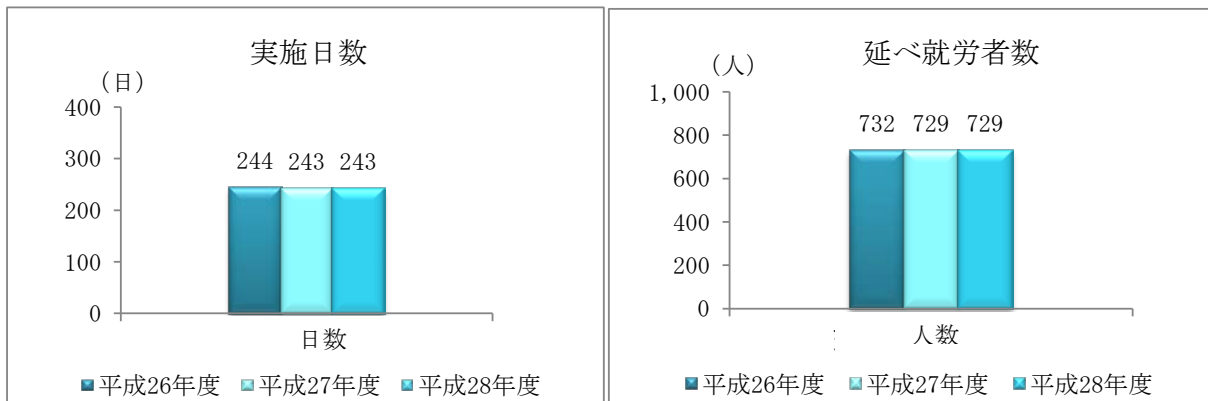 実施日数
(日)
400
300
200
100
0
244 243 243
日数
平成26年度 平成27年度 平成28年度
延べ就労者数
(人)
1,000
800
600
400
200
0
732 729 729
人数
平成26年度 平成27年度 平成28年度